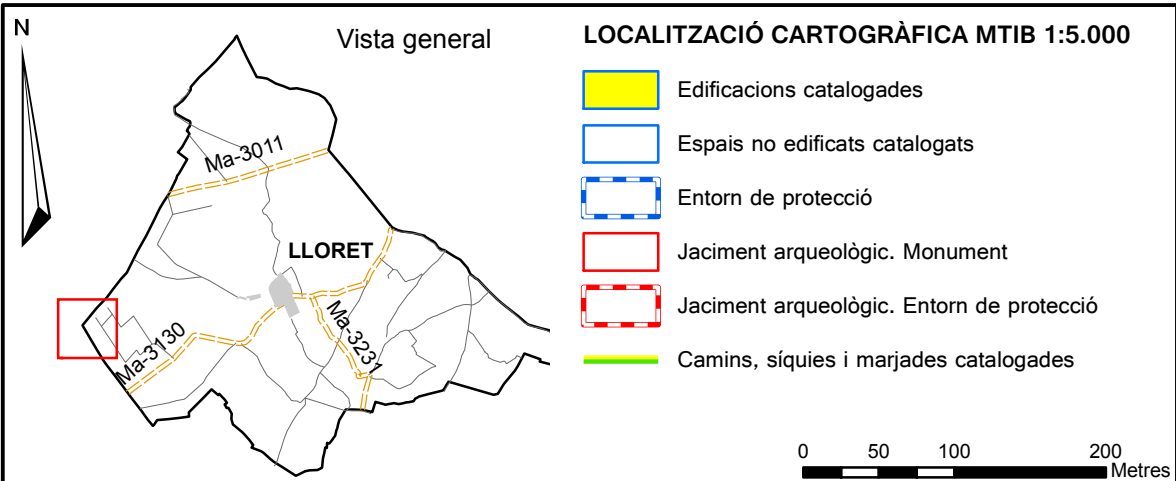 N
Vista general
Ma-3011
LLORET
Ma-3130
Ma-3231
LOCALITZACIÓ CARTOGRÀFICA MTIB 1:5.000
Edificacions catalogades
Espais no edificats catalogats
Entorn de protecció
Jaciment arqueològic. Monument
Jaciment arqueològic. Entorn de protecció
Camins, síquies i marjades catalogades
0 50 100 200
Metres